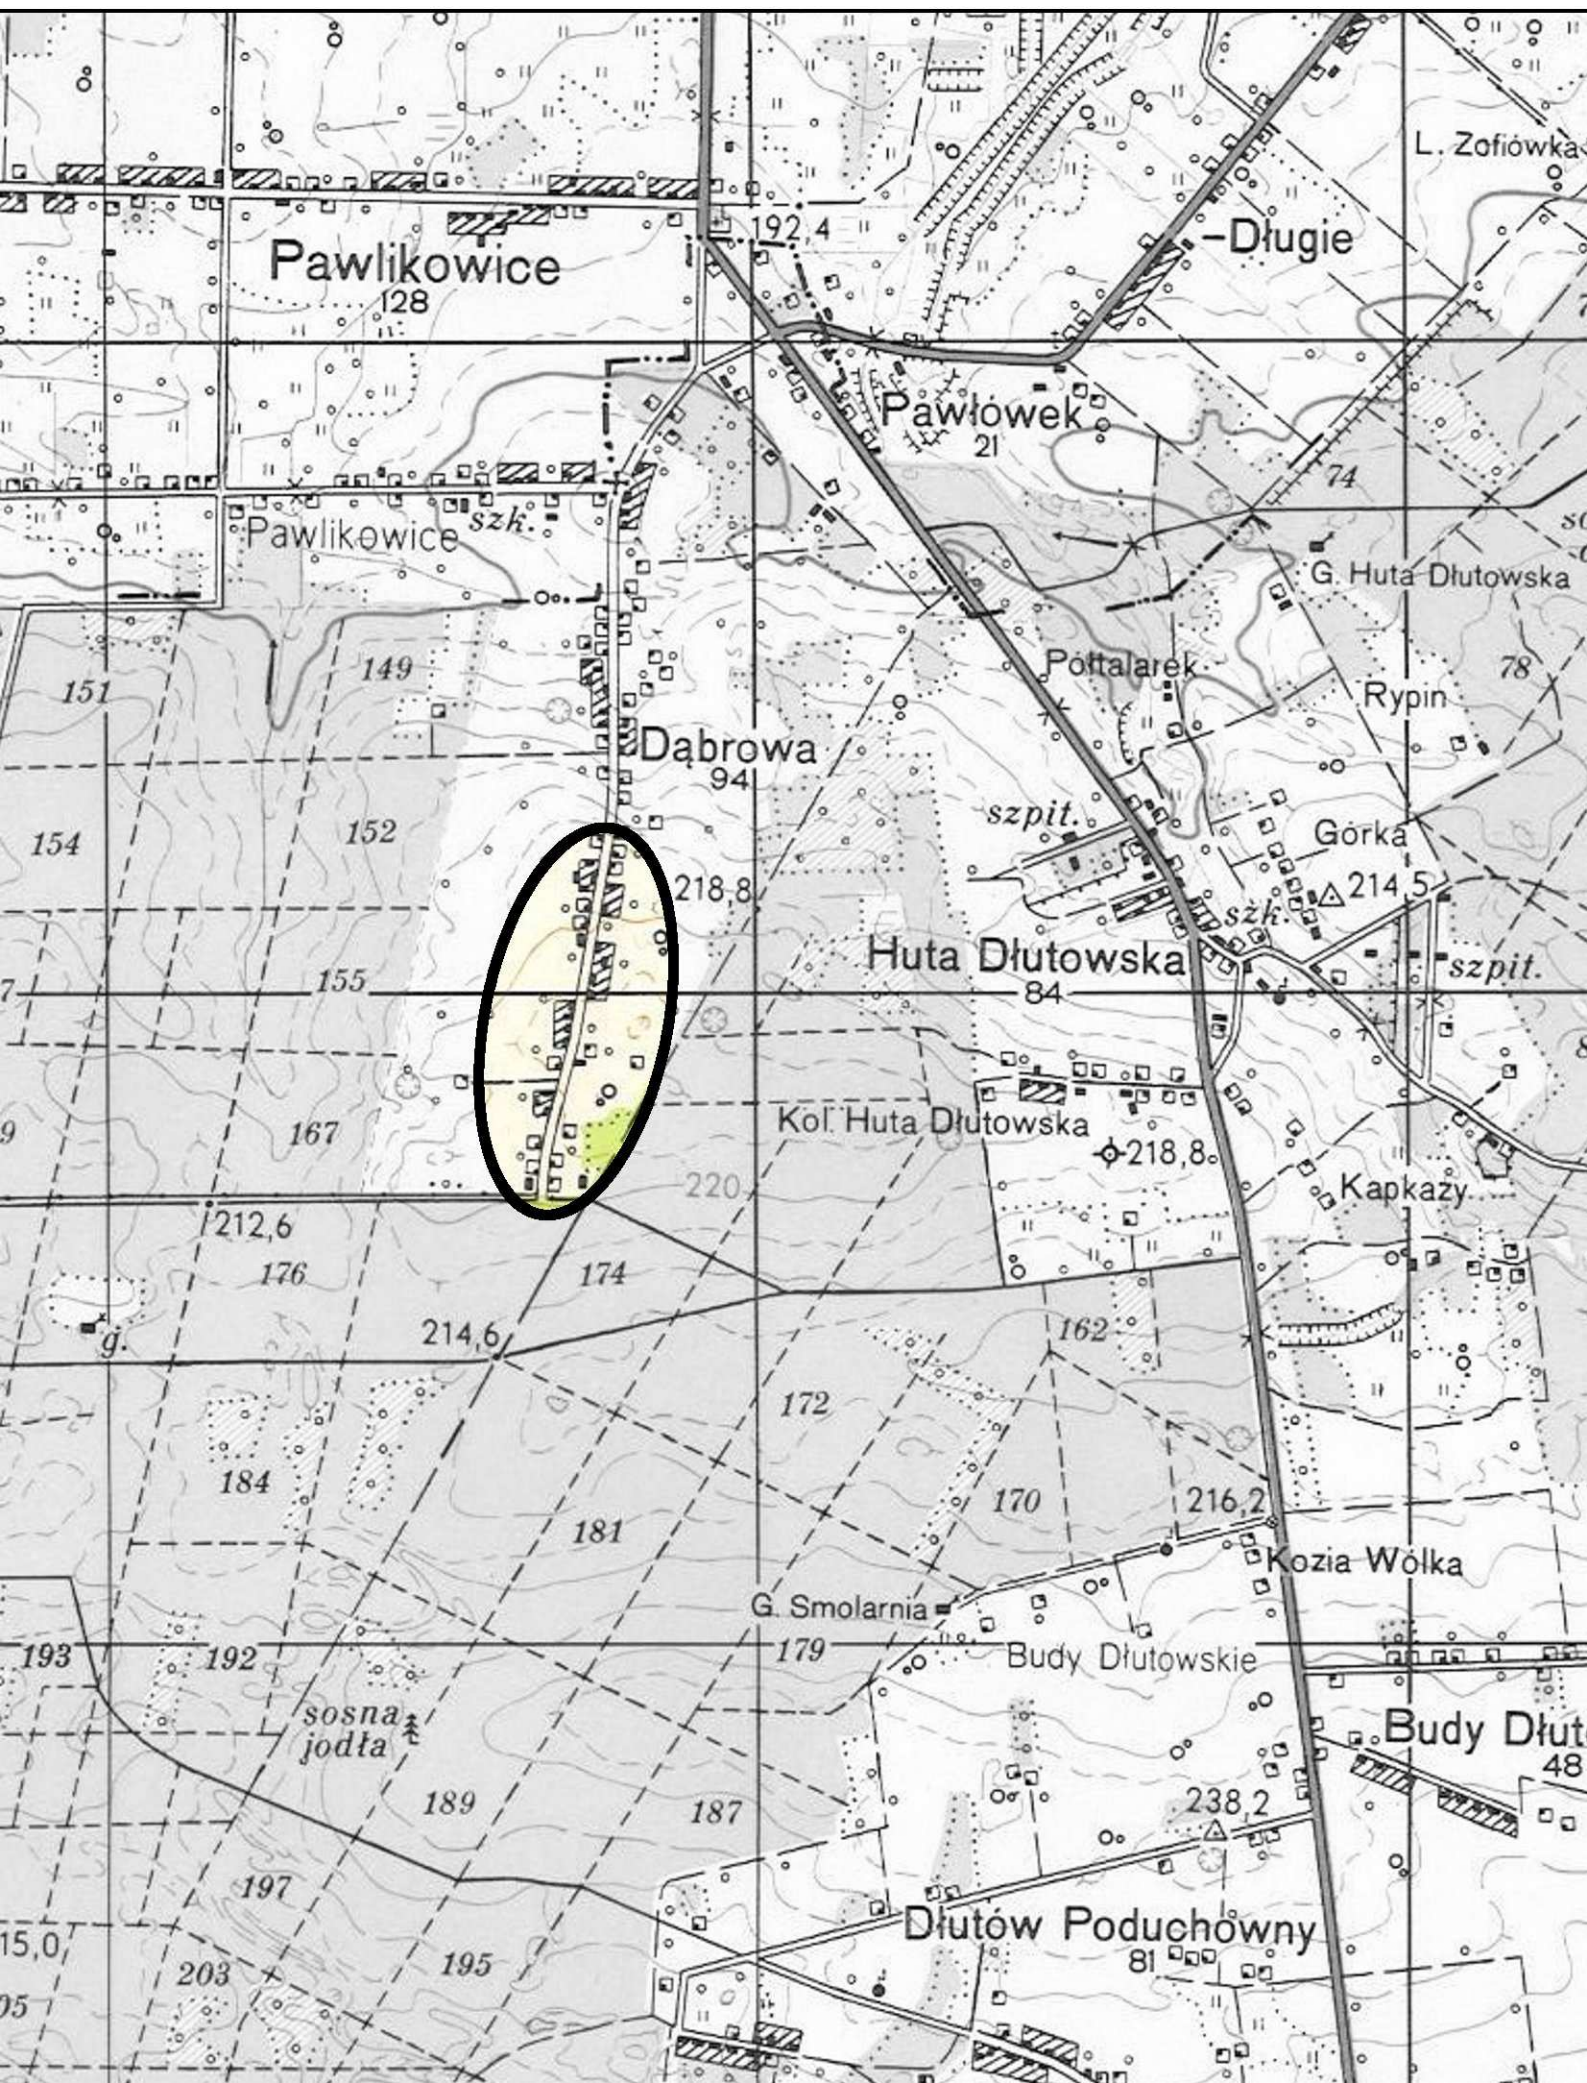 L. Zofiówka
192,4
-Długie
Pawlikowice
128
Pawłówek
21
74
szk.
Pawlikowice
G. Huta Dłutowska
149
151
Półtalarek
78
Rypin
Dąbrowa
94
szpit.
Górka
152
154
218,8
214,5
szk.
Huta Dłutowska
84
szpit.
155
Kol. Huta Dłutowska
167
218,8
220
Kapkazy
212,6
176
174
214,6
g.
162
172
184
170
216,2
181
Kozia Wólka
G. Smolarnia
193
192
179
Budy Dłutowskie
sosna
jodła
Budy Dłut
48
189
187
238,2
197
Dłutów Poduchowny
81
15,0
195
203
05